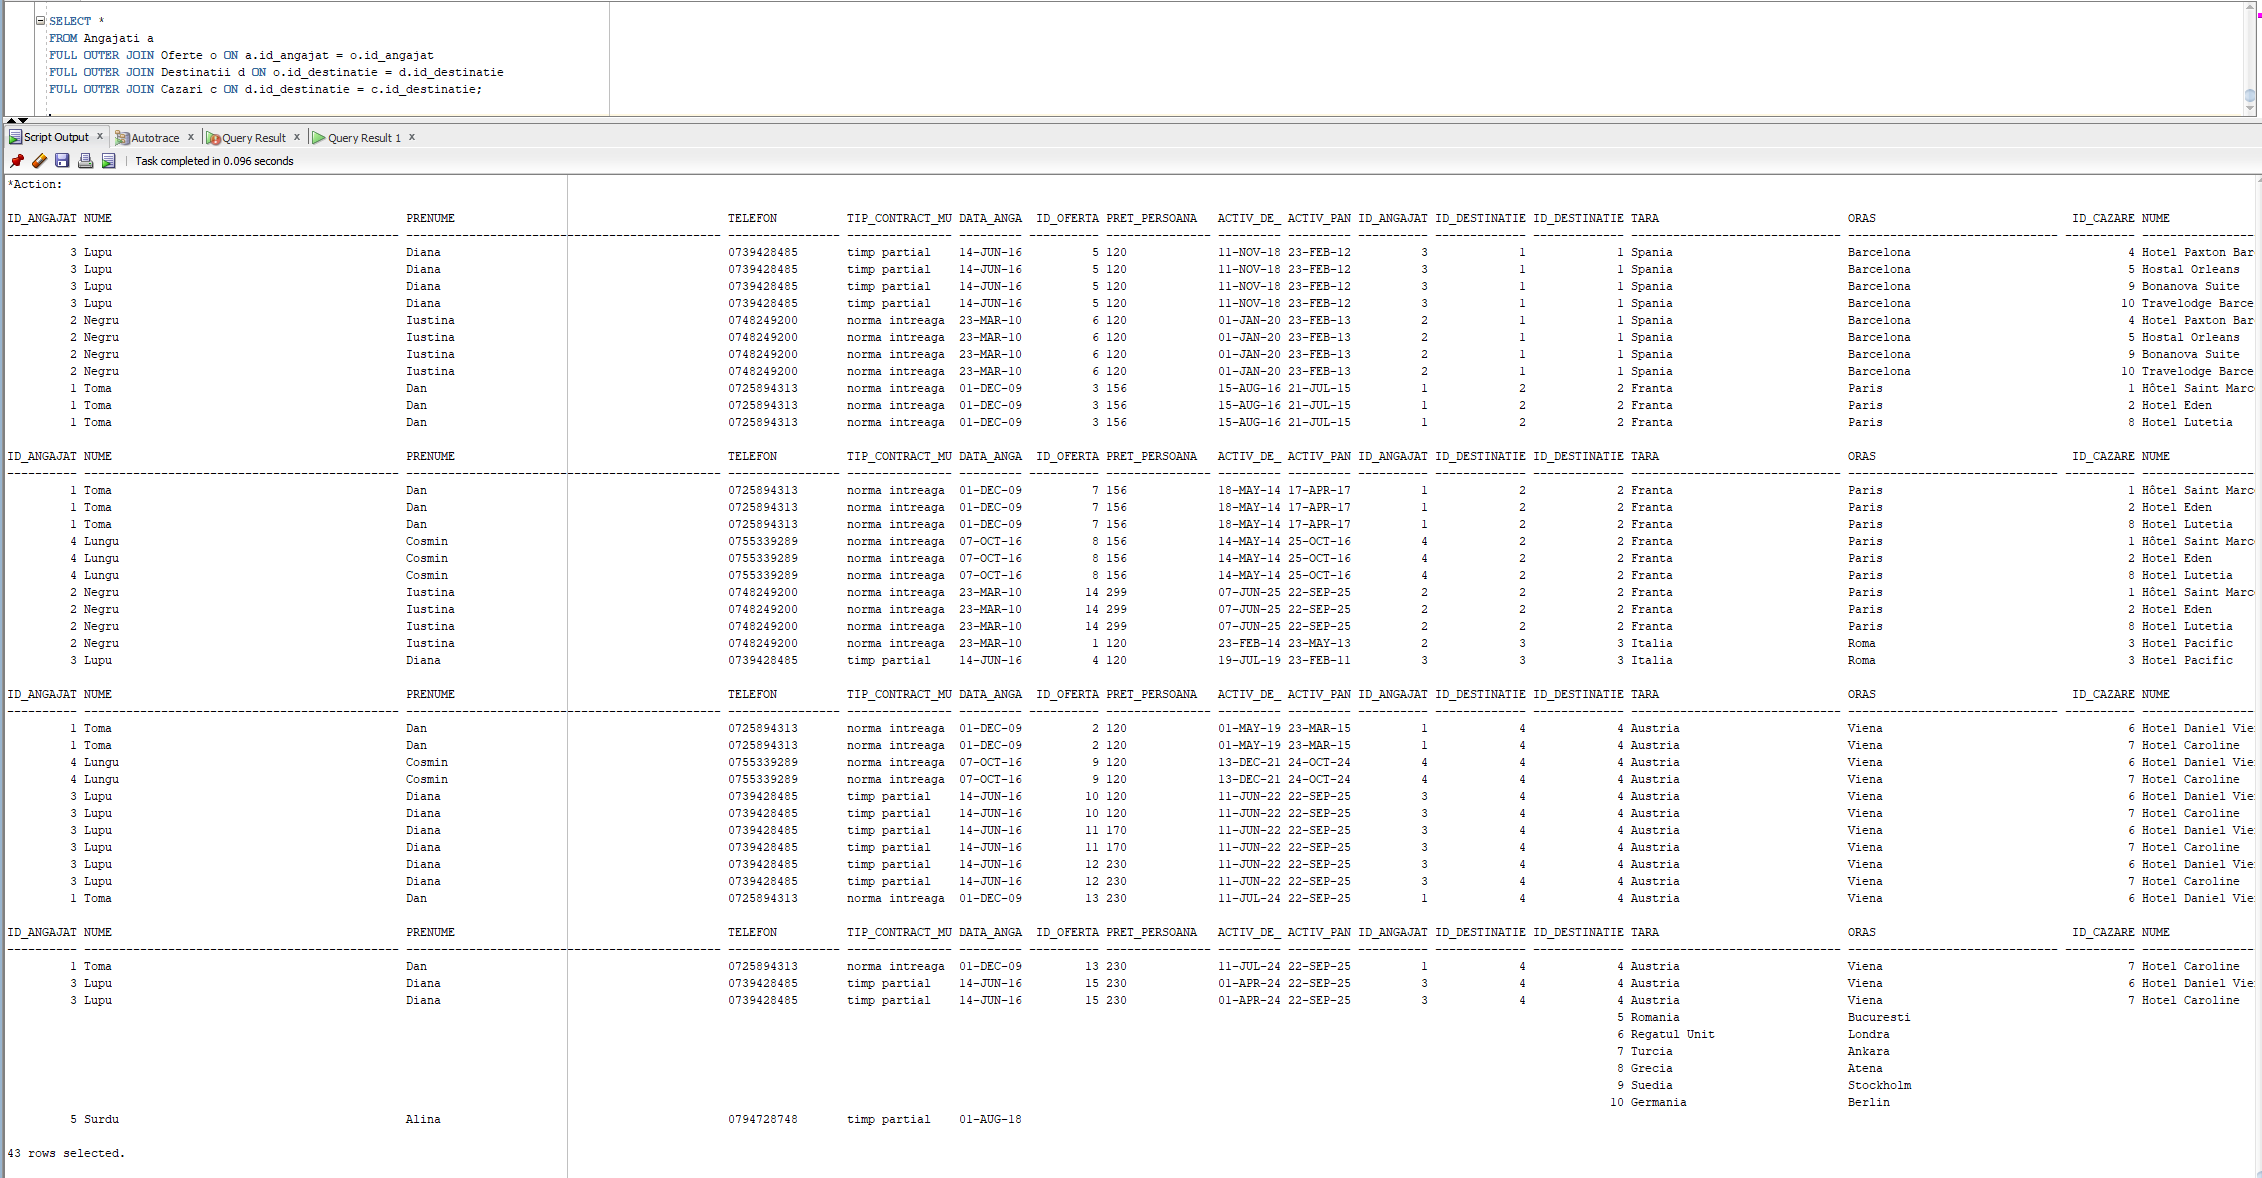 SELECT *
FROM Angajati a
FULL OUTER JOIN Oferte o ON a.id_angajat = o.id_angajat
FULL OUTER JOIN Destinatii d ON o.id_destinatie = d.id_destinatie
FULL OUTER JOIN Cazari c ON d.id_destinatie = c.id_destinatie;
Script Output x Autotrace x Query Result x Query Result 1 x
Task completed in 0.096 seconds
*Action:
ID_ANGAJAT NUME PRENUME TELEFON TIP_CONTRACT_MU DATA_ANGA ID_OFERTA PRET_PERSOANA ACTIV_DE_ ACTIV_PAN ID_ANGAJAT ID_DESTINATIE ID_DESTINATIE TARA ORAS ID_CAZARE NUME
3 Lupu Diana 0739428485 timp partial 14-JUN-16 5 120 11-NOV-18 23-FEB-12 3 1 1 Spania Barcelona 4 Hotel Paxton Bar
3 Lupu Diana 0739428485 timp partial 14-JUN-16 5 120 11-NOV-18 23-FEB-12 3 1 1 Spania Barcelona 5 Hostal Orleans
3 Lupu Diana 0739428485 timp partial 14-JUN-16 5 120 11-NOV-18 23-FEB-12 3 1 1 Spania Barcelona 9 Bonanova Suite
3 Lupu Diana 0739428485 timp partial 14-JUN-16 5 120 11-NOV-18 23-FEB-12 3 1 1 Spania Barcelona 10 Travelodge Barce
2 Negru Iustina 0748249200 norma intreaga 23-MAR-10 6 120 01-JAN-20 23-FEB-13 2 1 1 Spania Barcelona 4 Hotel Paxton Bar
2 Negru Iustina 0748249200 norma intreaga 23-MAR-10 6 120 01-JAN-20 23-FEB-13 2 1 1 Spania Barcelona 5 Hostal Orleans
2 Negru Iustina 0748249200 norma intreaga 23-MAR-10 6 120 01-JAN-20 23-FEB-13 2 1 1 Spania Barcelona 9 Bonanova Suite
2 Negru Iustina 0748249200 norma intreaga 23-MAR-10 6 120 01-JAN-20 23-FEB-13 2 1 1 Spania Barcelona 10 Travelodge Barce
1 Toma Dan 0725894313 norma intreaga 01-DEC-09 3 156 15-AUG-16 21-JUL-15 1 2 2 Franta Paris 1 Hôtel Saint Marc
1 Toma Dan 0725894313 norma intreaga 01-DEC-09 3 156 15-AUG-16 21-JUL-15 1 2 2 Franta Paris 2 Hotel Eden
1 Toma Dan 0725894313 norma intreaga 01-DEC-09 3 156 15-AUG-16 21-JUL-15 1 2 2 Franta Paris 8 Hotel Lutetia
ID_ANGAJAT NUME PRENUME TELEFON TIP_CONTRACT_MU DATA_ANGA ID_OFERTA PRET_PERSOANA ACTIV_DE_ ACTIV_PAN ID_ANGAJAT ID_DESTINATIE ID_DESTINATIE TARA ORAS ID_CAZARE NUME
1 Toma Dan 0725894313 norma intreaga 01-DEC-09 7 156 18-MAY-14 17-APR-17 1 2 2 Franta Paris 1 Hôtel Saint Marc
1 Toma Dan 0725894313 norma intreaga 01-DEC-09 7 156 18-MAY-14 17-APR-17 1 2 2 Franta Paris 2 Hotel Eden
1 Toma Dan 0725894313 norma intreaga 01-DEC-09 7 156 18-MAY-14 17-APR-17 1 2 2 Franta Paris 8 Hotel Lutetia
4 Lungu Cosmin 0755339289 norma intreaga 07-OCT-16 8 156 14-MAY-14 25-OCT-16 4 2 2 Franta Paris 1 Hôtel Saint Marc
4 Lungu Cosmin 0755339289 norma intreaga 07-OCT-16 8 156 14-MAY-14 25-OCT-16 4 2 2 Franta Paris 2 Hotel Eden
4 Lungu Cosmin 0755339289 norma intreaga 07-OCT-16 8 156 14-MAY-14 25-OCT-16 4 2 2 Franta Paris 8 Hotel Lutetia
2 Negru Iustina 0748249200 norma intreaga 23-MAR-10 14 299 07-JUN-25 22-SEP-25 2 2 2 Franta Paris 1 Hôtel Saint Marc
2 Negru Iustina 0748249200 norma intreaga 23-MAR-10 14 299 07-JUN-25 22-SEP-25 2 2 2 Franta Paris 2 Hotel Eden
2 Negru Iustina 0748249200 norma intreaga 23-MAR-10 14 299 07-JUN-25 22-SEP-25 2 2 2 Franta Paris 8 Hotel Lutetia
2 Negru Iustina 0748249200 norma intreaga 23-MAR-10 1 120 23-FEB-14 23-MAY-13 2 3 3 Italia Roma 3 Hotel Pacific
3 Lupu Diana 0739428485 timp partial 14-JUN-16 4 120 19-JUL-19 23-FEB-11 3 3 3 Italia Roma 3 Hotel Pacific
ID_ANGAJAT NUME PRENUME TELEFON TIP_CONTRACT_MU DATA_ANGA ID_OFERTA PRET_PERSOANA ACTIV_DE_ ACTIV_PAN ID_ANGAJAT ID_DESTINATIE ID_DESTINATIE TARA ORAS ID_CAZARE NUME
1 Toma Dan 0725894313 norma intreaga 01-DEC-09 2 120 01-MAY-19 23-MAR-15 1 4 4 Austria Viena 6 Hotel Daniel Vie
1 Toma Dan 0725894313 norma intreaga 01-DEC-09 2 120 01-MAY-19 23-MAR-15 1 4 4 Austria Viena 7 Hotel Caroline
4 Lungu Cosmin 0755339289 norma intreaga 07-OCT-16 9 120 13-DEC-21 24-OCT-24 4 4 4 Austria Viena 6 Hotel Daniel Vie
4 Lungu Cosmin 0755339289 norma intreaga 07-OCT-16 9 120 13-DEC-21 24-OCT-24 4 4 4 Austria Viena 7 Hotel Caroline
3 Lupu Diana 0739428485 timp partial 14-JUN-16 10 120 11-JUN-22 22-SEP-25 3 4 4 Austria Viena 6 Hotel Daniel Vie
3 Lupu Diana 0739428485 timp partial 14-JUN-16 10 120 11-JUN-22 22-SEP-25 3 4 4 Austria Viena 7 Hotel Caroline
3 Lupu Diana 0739428485 timp partial 14-JUN-16 11 170 11-JUN-22 22-SEP-25 3 4 4 Austria Viena 6 Hotel Daniel Vie
3 Lupu Diana 0739428485 timp partial 14-JUN-16 11 170 11-JUN-22 22-SEP-25 3 4 4 Austria Viena 7 Hotel Caroline
3 Lupu Diana 0739428485 timp partial 14-JUN-16 12 230 11-JUN-22 22-SEP-25 3 4 4 Austria Viena 6 Hotel Daniel Vie
3 Lupu Diana 0739428485 timp partial 14-JUN-16 12 230 11-JUN-22 22-SEP-25 3 4 4 Austria Viena 7 Hotel Caroline
1 Toma Dan 0725894313 norma intreaga 01-DEC-09 13 230 11-JUL-24 22-SEP-25 1 4 4 Austria Viena 6 Hotel Daniel Vie
ID_ANGAJAT NUME PRENUME TELEFON TIP_CONTRACT_MU DATA_ANGA ID_OFERTA PRET_PERSOANA ACTIV_DE_ ACTIV_PAN ID_ANGAJAT ID_DESTINATIE ID_DESTINATIE TARA ORAS ID_CAZARE NUME
1 Toma Dan 0725894313 norma intreaga 01-DEC-09 13 230 11-JUL-24 22-SEP-25 1 4 4 Austria Viena 7 Hotel Caroline
3 Lupu Diana 0739428485 timp partial 14-JUN-16 15 230 01-APR-24 22-SEP-25 3 4 4 Austria Viena 6 Hotel Daniel Vie
3 Lupu Diana 0739428485 timp partial 14-JUN-16 15 230 01-APR-24 22-SEP-25 3 4 4 Austria Viena 7 Hotel Caroline
5 Romania Bucuresti
6 Regatul Unit Londra
7 Turcia Ankara
8 Grecia Atena
9 Suedia Stockholm
10 Germania Berlin
5 Surdu Alina 0794728748 timp partial 01-AUG-18
43 rows selected.